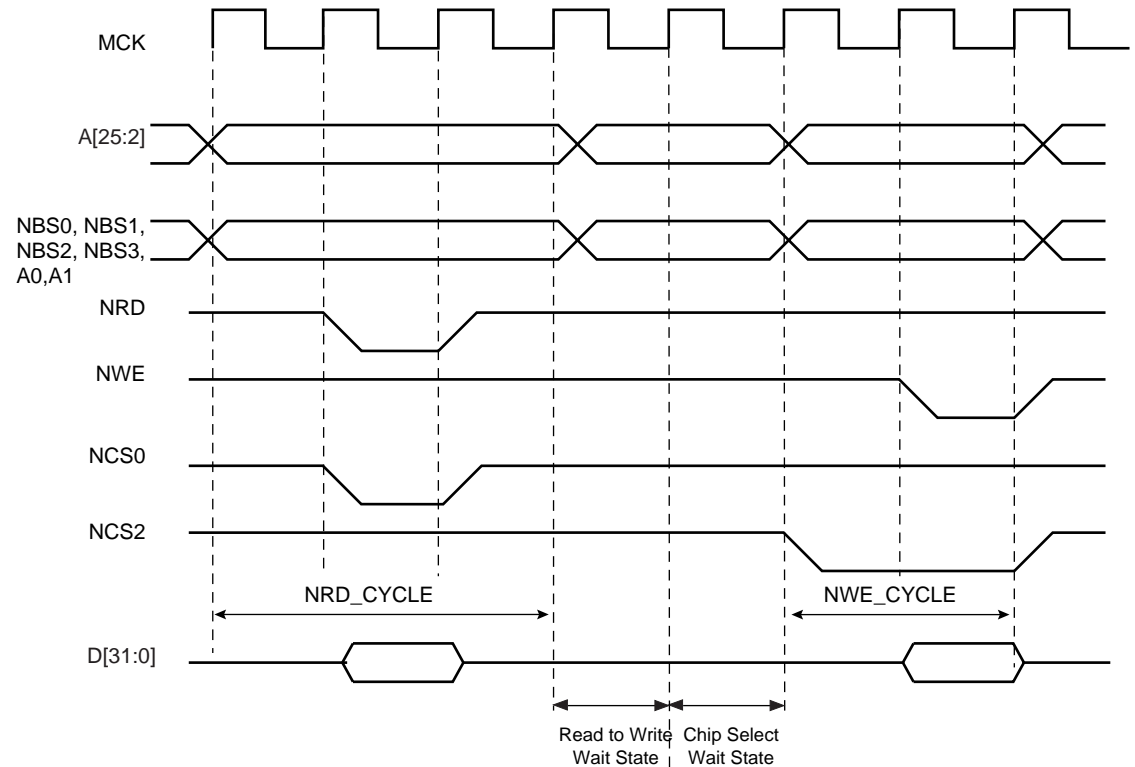 MCK
A[25:2]
NBS0, NBS1,
NBS2, NBS3,
A0,A1
NRD
NWE
NCS0
NCS2
NRD_CYCLE
NWE_CYCLE
D[31:0]
Read to Write
Wait State
Chip Select
Wait State